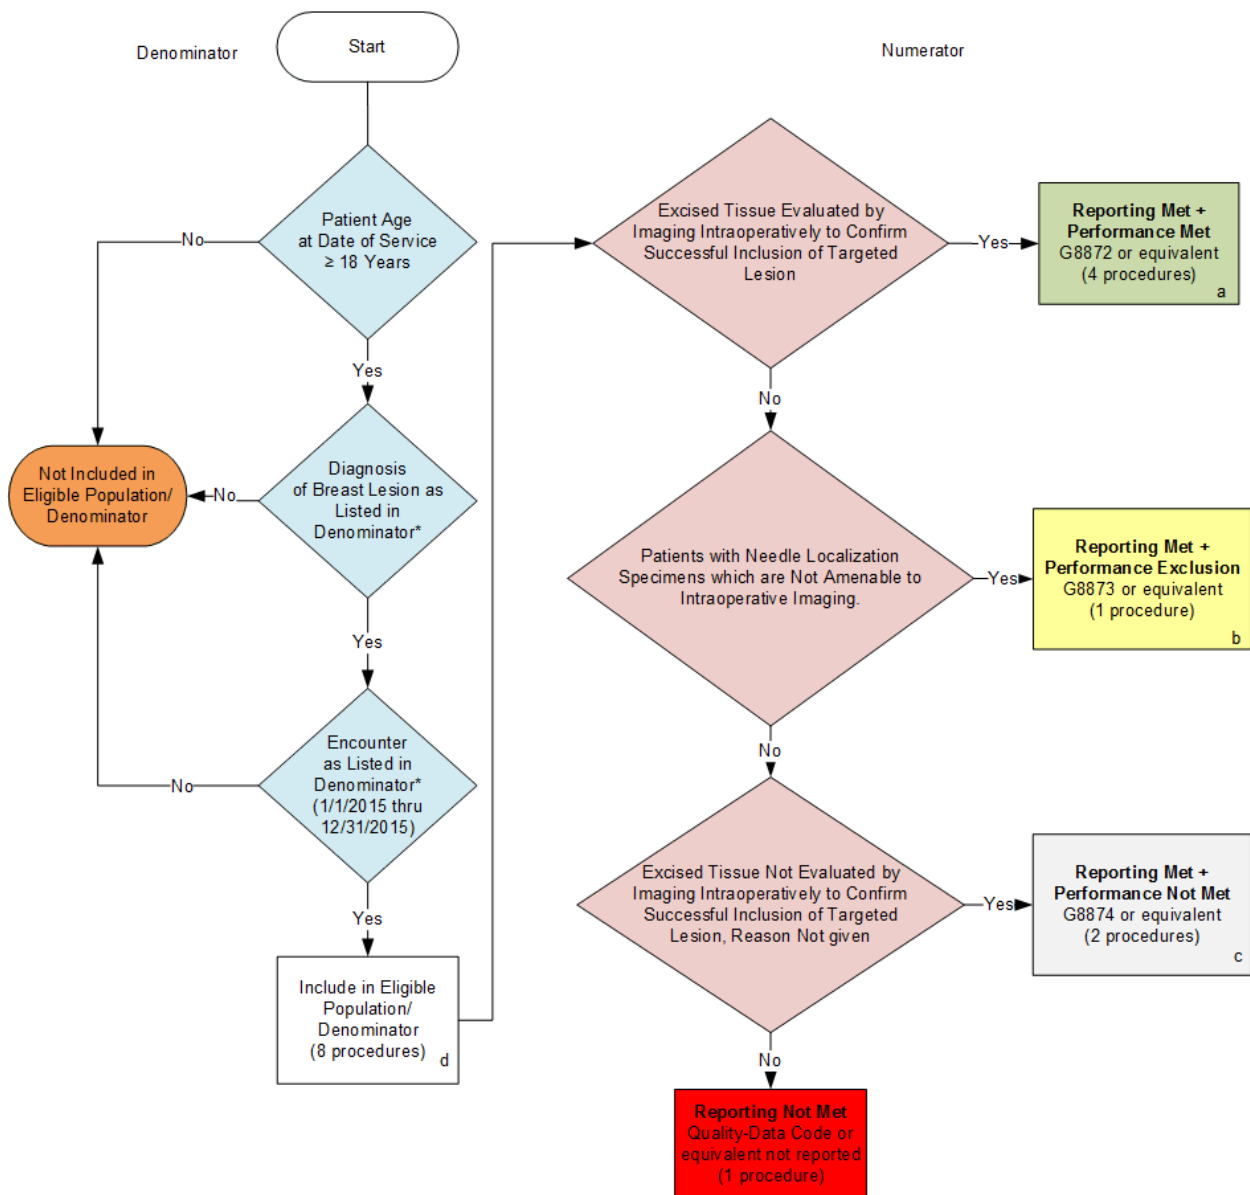 Denominator
Start
Numerator
Patient Age
at Date of Service
≥ 18 Years
No
Yes
Diagnosis
of Breast Lesion as
Listed in
Denominator*
No
Not Included in
Eligible Population/
Denominator
Yes
Encounter
as Listed in
Denominator*
(1/1/2015 thru
12/31/2015)
No
Yes
Include in Eligible
Population/
Denominator
(8 procedures)
d
Excised Tissue Evaluated by
Imaging Intraoperatively to Confirm
Successful Inclusion of Targeted
Lesion
Yes
Reporting Met +
Performance Met
G8872 or equivalent
(4 procedures)
a
No
Patients with Needle Localization
Specimens which are Not Amenable to
Intraoperative Imaging.
Yes
Reporting Met +
Performance Exclusion
G8873 or equivalent
(1 procedure)
b
No
Excised Tissue Not Evaluated by
Imaging Intraoperatively to Confirm
Successful Inclusion of Targeted
Lesion, Reason Not given
Yes
Reporting Met +
Performance Not Met
G8874 or equivalent
(2 procedures)
c
No
Reporting Not Met
Quality-Data Code or
equivalent not reported
(1 procedure)